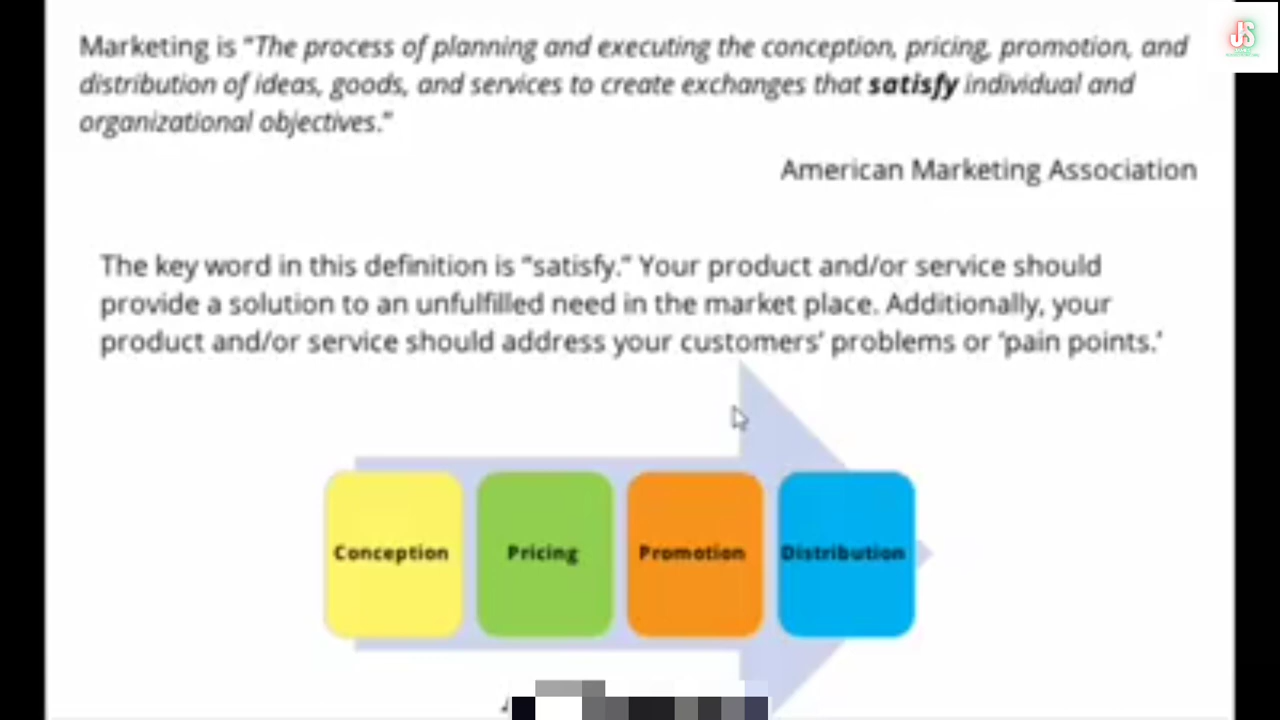 Marketing is “The process of planning and executing the conception, pricing, promotion, and
distribution of ideas, goods, and services to create exchanges that satisfy individual and
organizational objectives.”
American Marketing Association
The key word in this definition is “satisfy.” Your product and/or service should
provide a solution to an unfulfilled need in the market place. Additionally, your
product and/or service should address your customers’ problems or ‘pain points.’
Conception
Pricing
Promotion
Distribution
JS